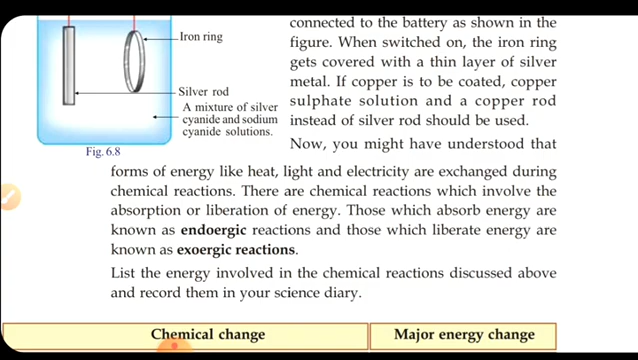 connected to the battery as shown in the
figure. When switched on, the iron ring
gets covered with a thin layer of silver
metal. If copper is to be coated, copper
sulphate solution and a copper rod
instead of silver rod should be used.
Now, you might have understood that
Iron ring
Silver rod
A mixture of silver
cyanide and sodium
cyanide solutions.
Fig. 6.8
forms of energy like heat, light and electricity are exchanged during
chemical reactions. There are chemical reactions which involve the
absorption or liberation of energy. Those which absorb energy are
known as endoergic reactions and those which liberate energy are
known as exoergic reactions.
List the energy involved in the chemical reactions discussed above
and record them in your science diary.
Chemical change
Major energy change